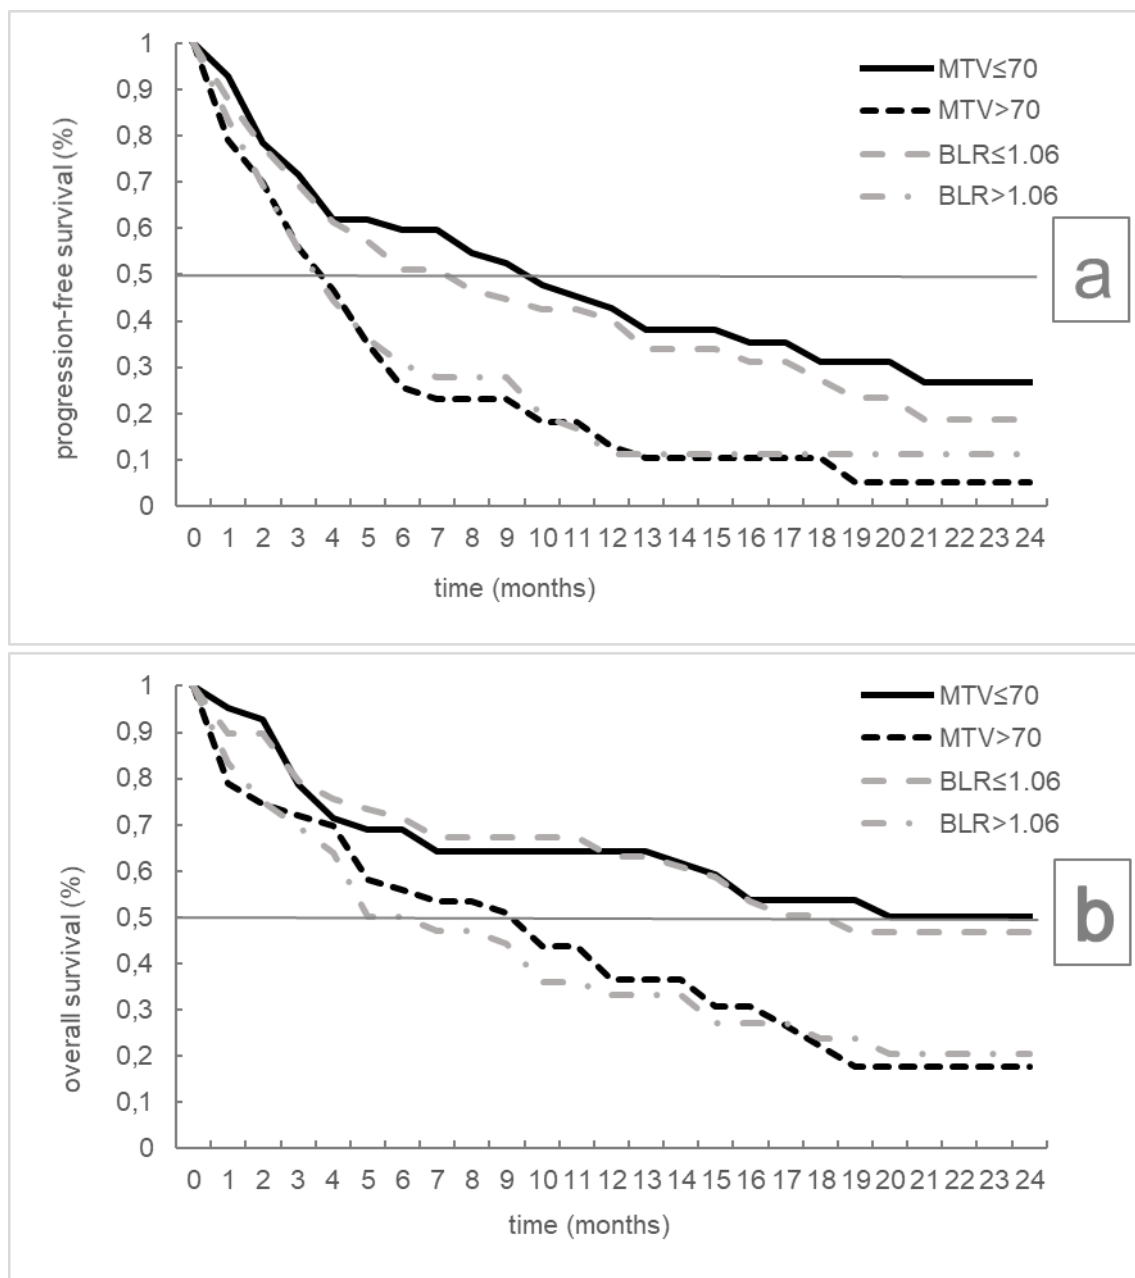 1
0,9
0,8
0,7
0,6
0,5
0,4
0,3
0,2
0,1
0
progression-free survival (%)
MTV≤70
MTV>70
BLR≤1.06
BLR>1.06
a
0 1 2 3 4 5 6 7 8 9 10 11 12 13 14 15 16 17 18 19 20 21 22 23 24
time (months)
1
0,9
0,8
0,7
0,6
0,5
0,4
0,3
0,2
0,1
0
overall survival (%)
MTV≤70
MTV>70
BLR≤1.06
BLR>1.06
b
0 1 2 3 4 5 6 7 8 9 10 11 12 13 14 15 16 17 18 19 20 21 22 23 24
time (months)